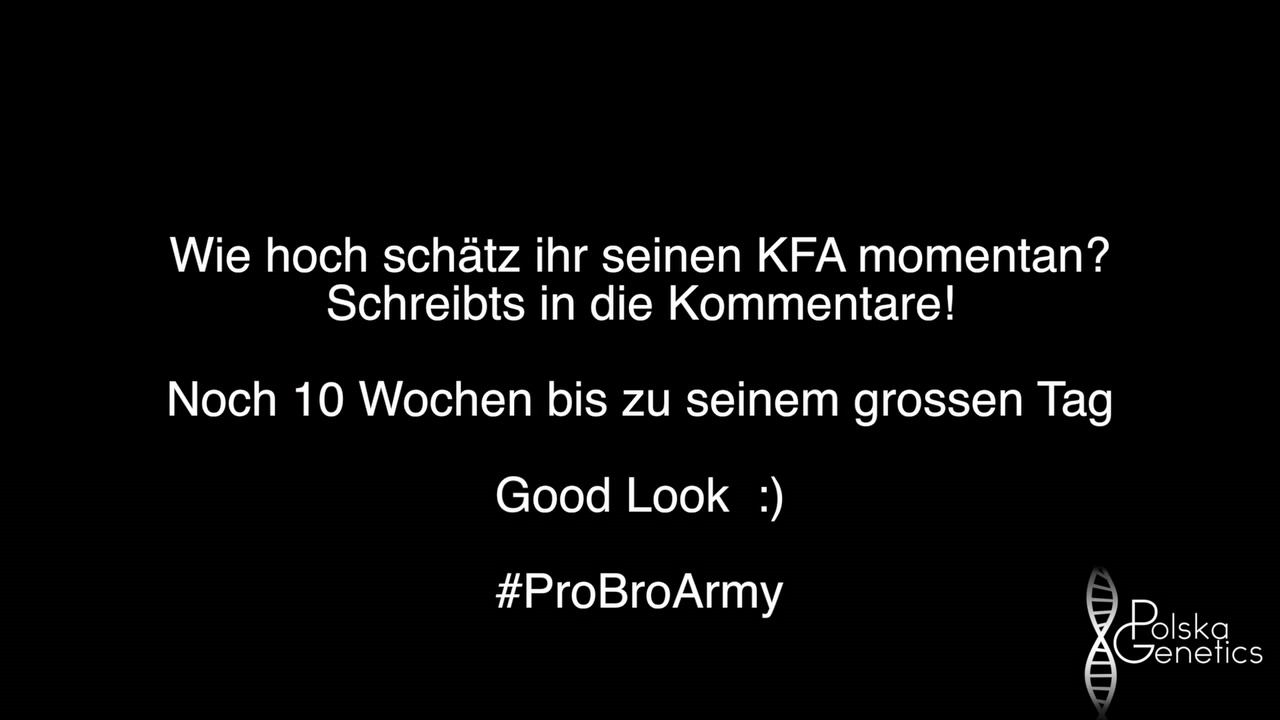 Wie hoch schätz ihr seinen KFA momentan?
Schreibts in die Kommentare!
Noch 10 Wochen bis zu seinem grossen Tag
Good Look :)
#ProBroArmy
Polska
Genetics